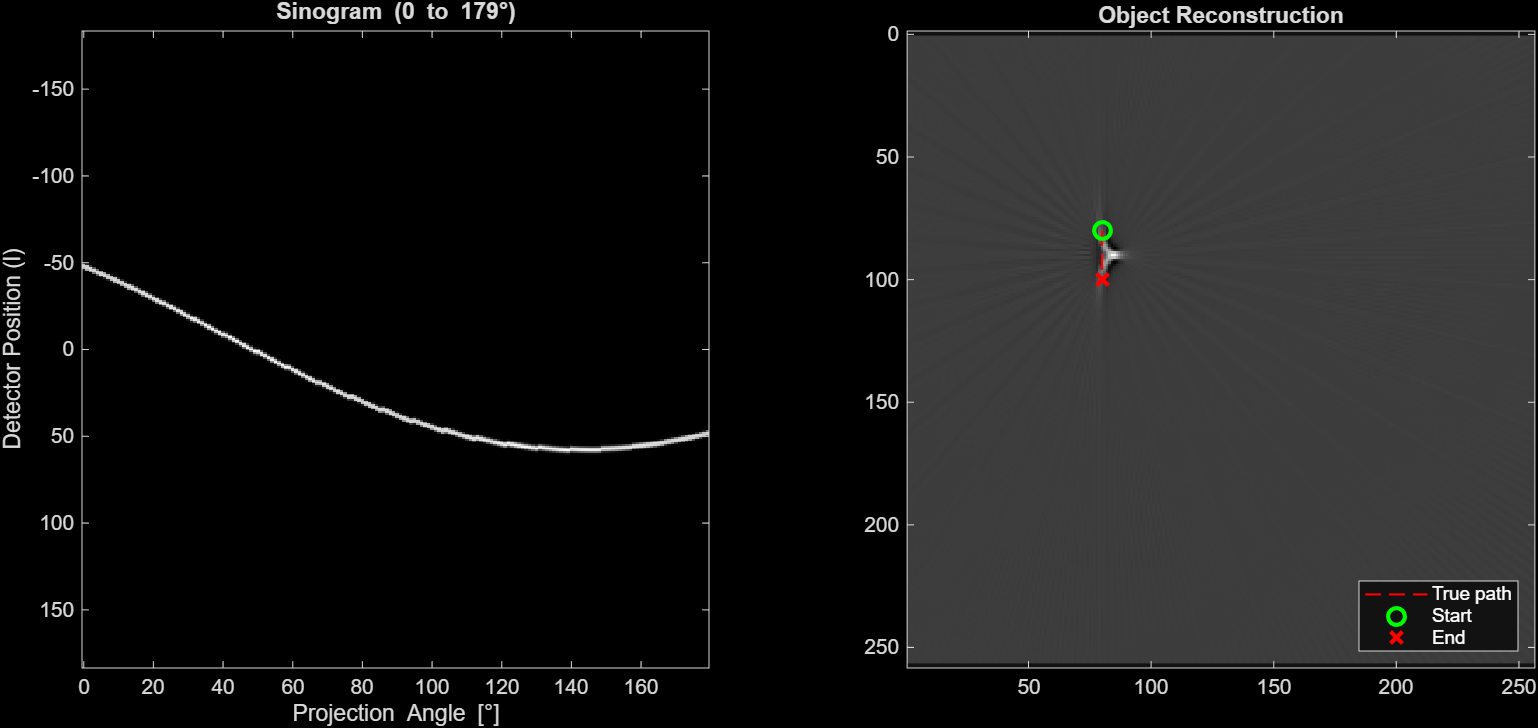 Sinogram (0 to 179°)
-150
-100
-50
0
50
100
150
0 20 40 60 80 100 120 140 160
Projection Angle [°]
Detector Position (l)
Object Reconstruction
0
50
100
150
200
250
50 100 150 200 250
True path
Start
End